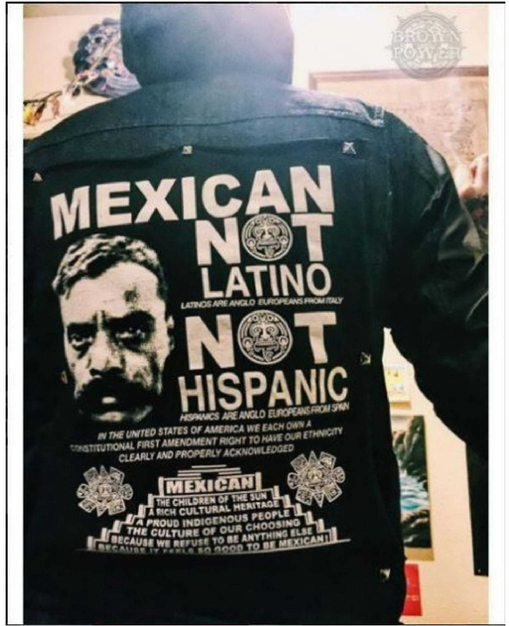 BROWN
POWER
MEXICAN
NOT
LATINO
LATINOS ARE ANGLO EUROPEANS FROM ITALY
NOT
HISPANIC
HISPANICS ARE ANGLO EUROPEANS FROM SPAIN
IN THE UNITED STATES OF AMERICA WE EACH OWN A
CONSTITUTIONAL FIRST AMENDMENT RIGHT TO HAVE OUR ETHNICITY
CLEARLY AND PROPERLY ACKNOWLEDGED
MEXICAN
THE CHILDREN OF THE SUN
A RICH CULTURAL HERITAGE
A PROUD INDIGENOUS PEOPLE
THE CULTURE OF OUR CHOOSING
BECAUSE WE REFUSE TO BE ANYTHING ELSE
BECAUSE IT FEELS SO GOOD TO BE MEXICAN!